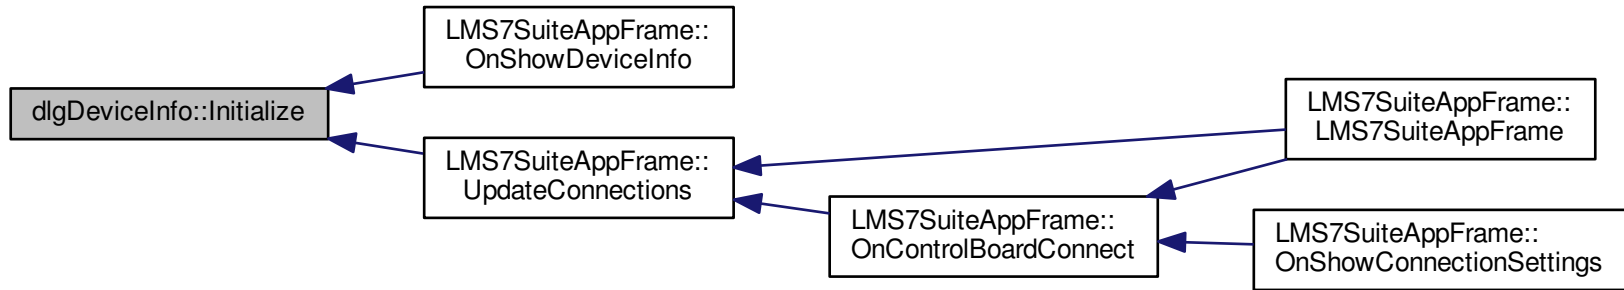 dlgDeviceInfo::Initialize
LMS7SuiteAppFrame::
OnShowDeviceInfo
LMS7SuiteAppFrame::
UpdateConnections
LMS7SuiteAppFrame::
OnControlBoardConnect
LMS7SuiteAppFrame::
LMS7SuiteAppFrame
LMS7SuiteAppFrame::
OnShowConnectionSettings